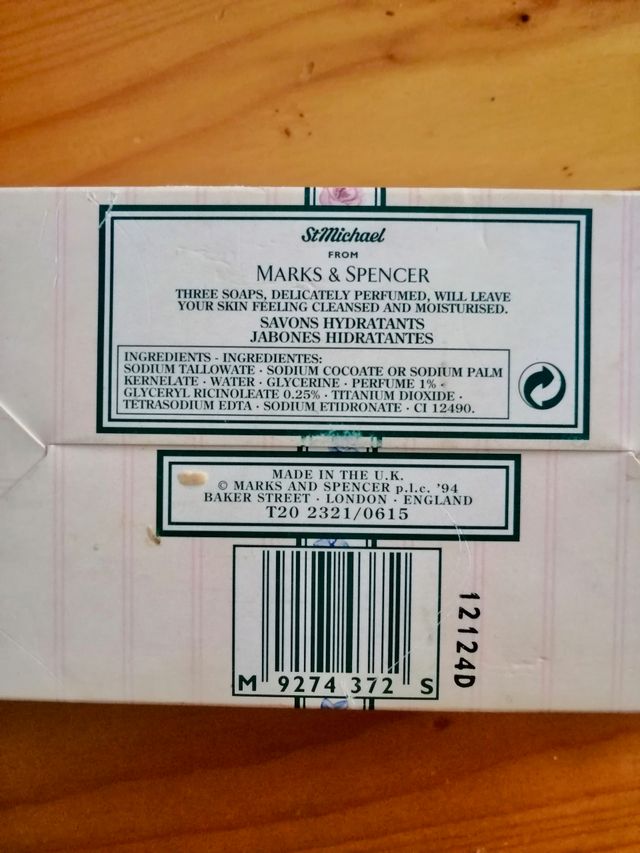 StMichael
FROM
MARKS & SPENCER
THREE SOAPS, DELICATELY PERFUMED, WILL LEAVE
YOUR SKIN FEELING CLEANSED AND MOISTURISED.
SAVONS HYDRATANTS
JABONES HIDRATANTES
INGREDIENTS - INGREDIENTES:
SODIUM TALLOWATE · SODIUM COCOATE OR SODIUM PALM
KERNELATE · WATER · GLYCERINE · PERFUME 1% ·
GLYCERYL RICINOLEATE 0.25% · TITANIUM DIOXIDE ·
TETRASODIUM EDTA · SODIUM ETIDRONATE · CI 12490.
MADE IN THE U.K.
© MARKS AND SPENCER p.l.c. '94
BAKER STREET · LONDON · ENGLAND
T20 2321/0615
M 9274 372 S
12124D